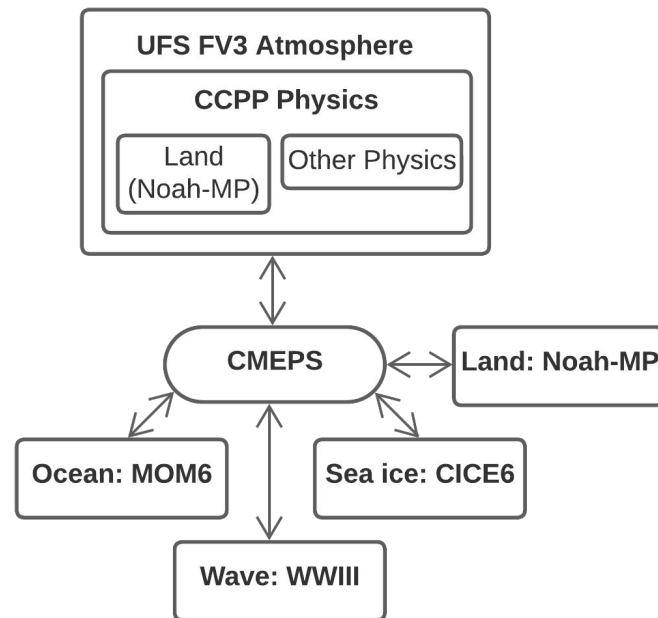 UFS FV3 Atmosphere
CCPP Physics
Land
(Noah-MP)
Other Physics
CMEPS
Land: Noah-MP
Ocean: MOM6
Sea ice: CICE6
Wave: WWIII